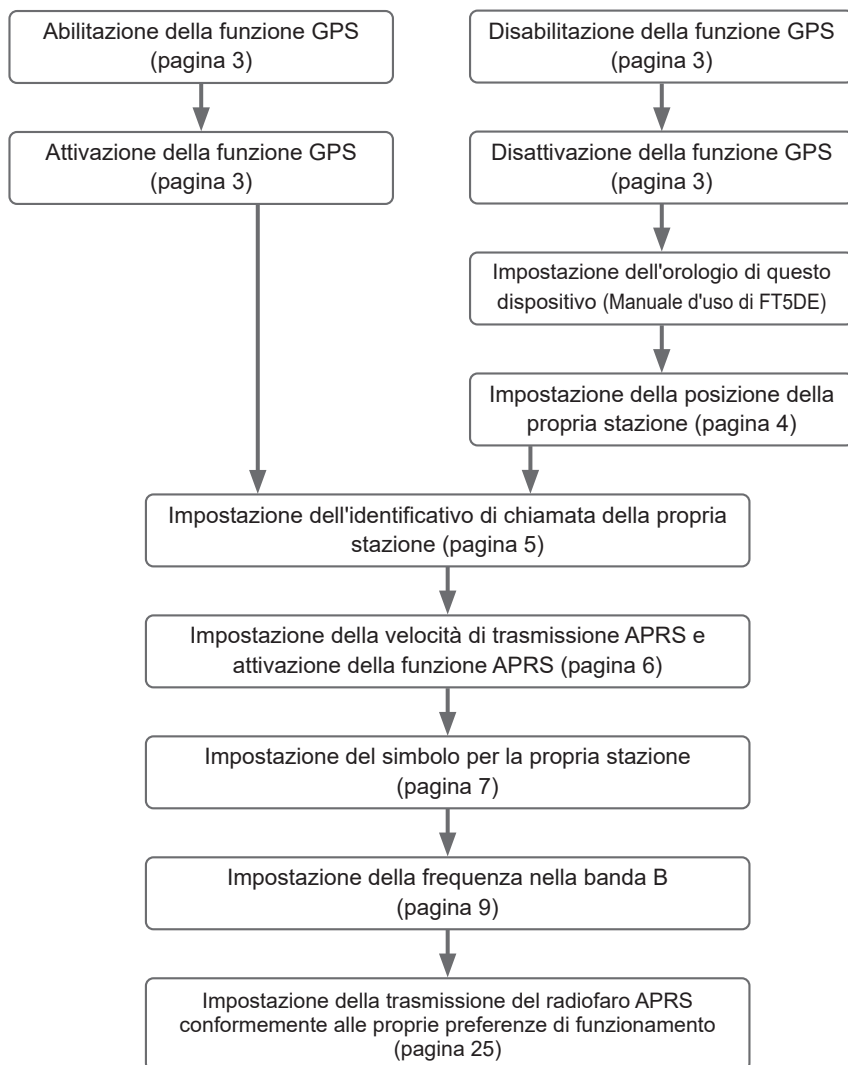 Abilitazione della funzione GPS
(pagina 3)
Attivazione della funzione GPS
(pagina 3)
Disabilitazione della funzione GPS
(pagina 3)
Disattivazione della funzione GPS
(pagina 3)
Impostazione dell'orologio di questo
dispositivo (Manuale d'uso di FT5DE)
Impostazione della posizione della
propria stazione (pagina 4)
Impostazione dell'identificativo di chiamata della propria
stazione (pagina 5)
Impostazione della velocità di trasmissione APRS e
attivazione della funzione APRS (pagina 6)
Impostazione del simbolo per la propria stazione
(pagina 7)
Impostazione della frequenza nella banda B
(pagina 9)
Impostazione della trasmissione del radiofaro APRS
conformemente alle proprie preferenze di funzionamento
(pagina 25)